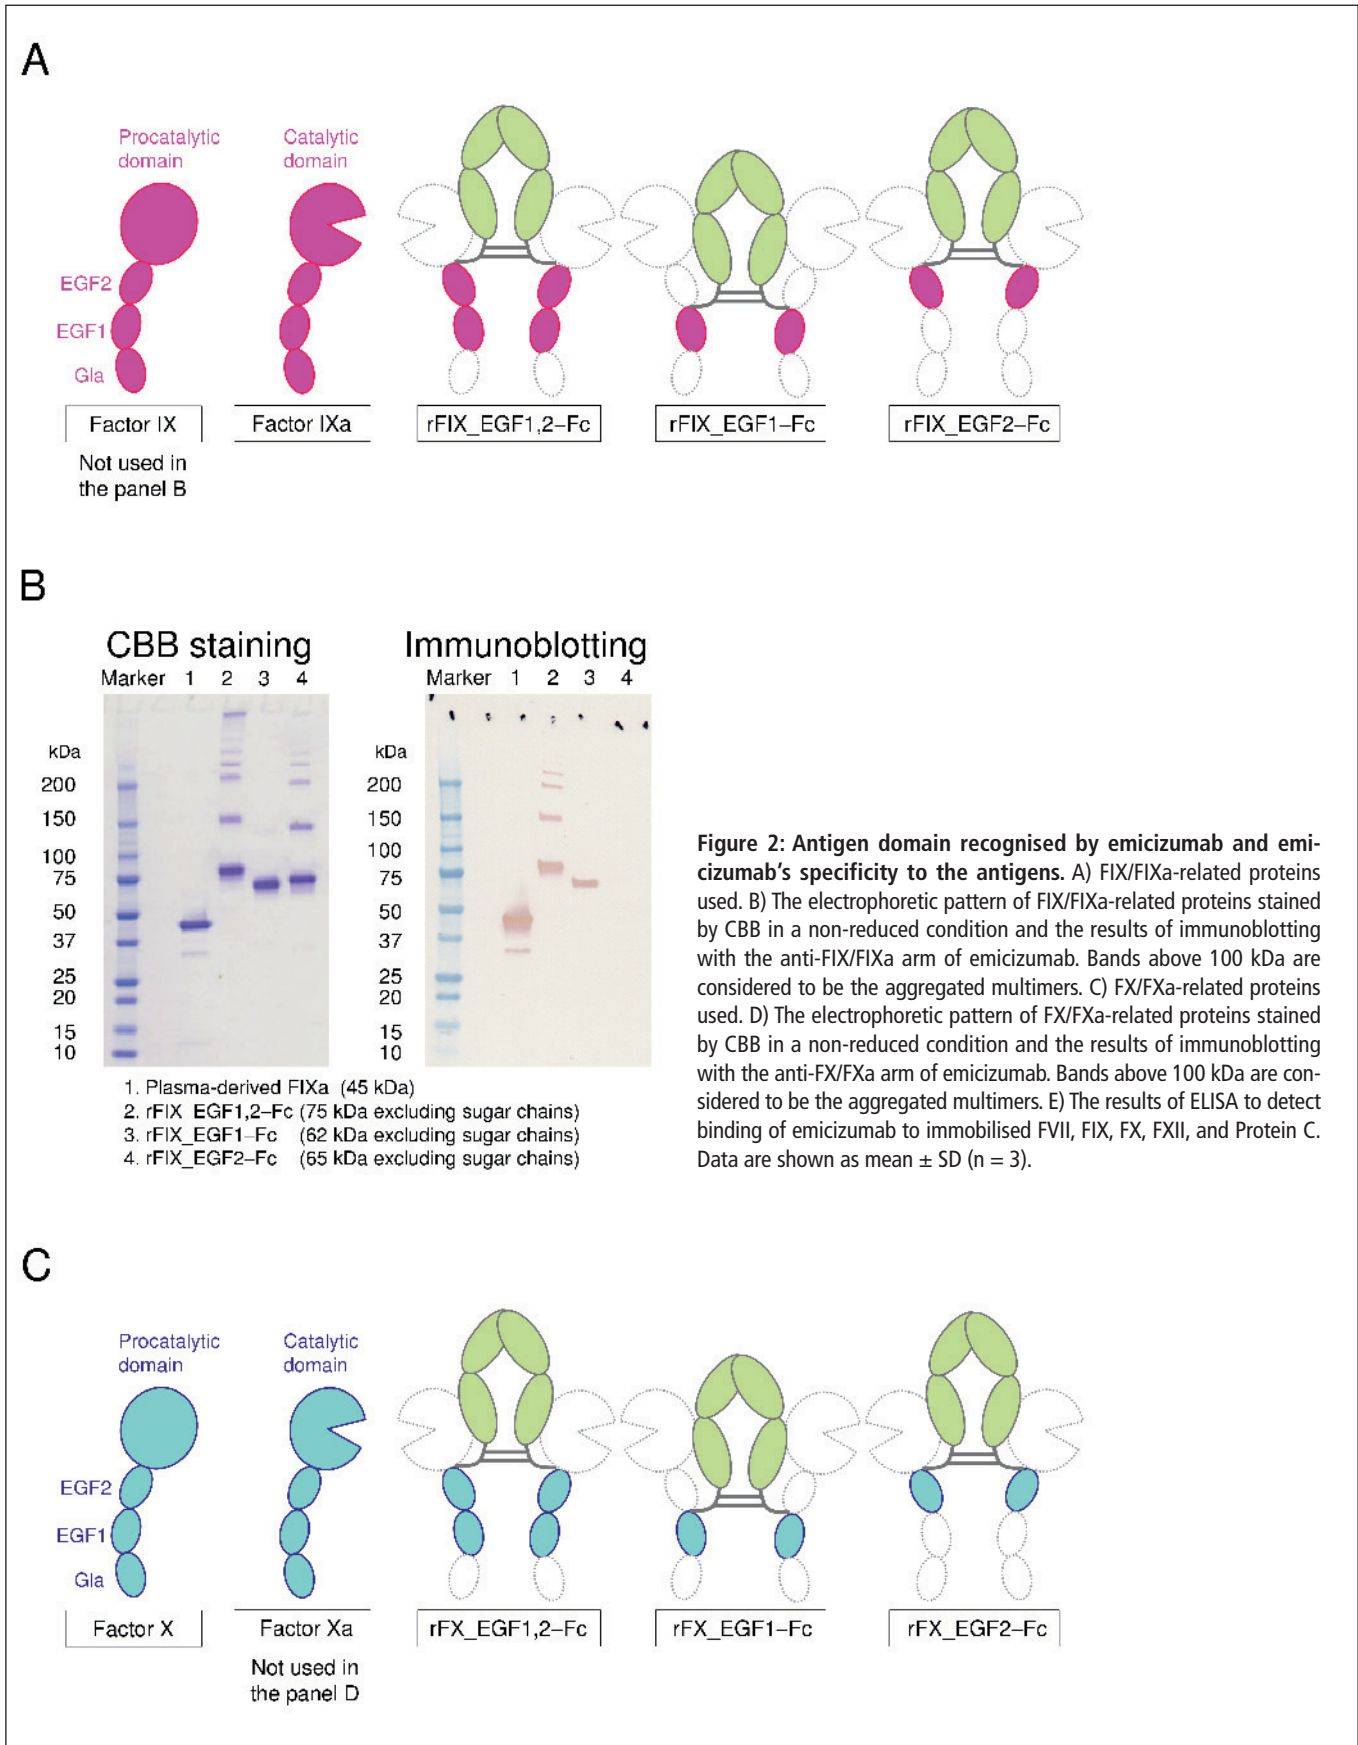 A
Procatalytic
domain
Catalytic
domain
EGF2
EGF1
Gla
Factor IX
Factor IXa
rFIX_EGF1,2–Fc
rFIX_EGF1–Fc
rFIX_EGF2–Fc
Not used in
the panel B
B
CBB staining
Immunoblotting
Marker 1 2 3 4
Marker 1 2 3 4
kDa
200
150
100
75
50
37
25
20
15
10
kDa
200
150
100
75
50
37
25
20
15
10
1. Plasma-derived FIXa (45 kDa)
2. rFIX_EGF1,2–Fc (75 kDa excluding sugar chains)
3. rFIX_EGF1–Fc (62 kDa excluding sugar chains)
4. rFIX_EGF2–Fc (65 kDa excluding sugar chains)
Figure 2: Antigen domain recognised by emicizumab and emi-
cizumab's specificity to the antigens. A) FIX/FIXa-related proteins
used. B) The electrophoretic pattern of FIX/FIXa-related proteins stained
by CBB in a non-reduced condition and the results of immunoblotting
with the anti-FIX/FIXa arm of emicizumab. Bands above 100 kDa are
considered to be the aggregated multimers. C) FX/FXa-related proteins
used. D) The electrophoretic pattern of FX/FXa-related proteins stained
by CBB in a non-reduced condition and the results of immunoblotting
with the anti-FX/FXa arm of emicizumab. Bands above 100 kDa are con-
sidered to be the aggregated multimers. E) The results of ELISA to detect
binding of emicizumab to immobilised FVII, FIX, FX, FXII, and Protein C.
Data are shown as mean ± SD (n = 3).
C
Procatalytic
domain
Catalytic
domain
EGF2
EGF1
Gla
Factor X
Factor Xa
rFX_EGF1,2–Fc
rFX_EGF1–Fc
rFX_EGF2–Fc
Not used in
the panel D